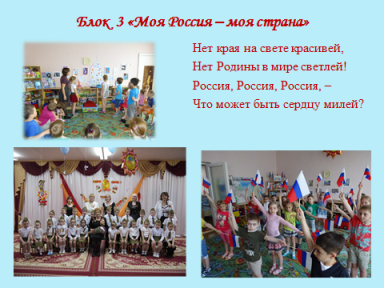 Блок 3 «Моя Россия – моя страна»
Нет края на свете красивей,
Нет Родины в мире светлей!
Россия, Россия, Россия, –
Что может быть сердцу милей?